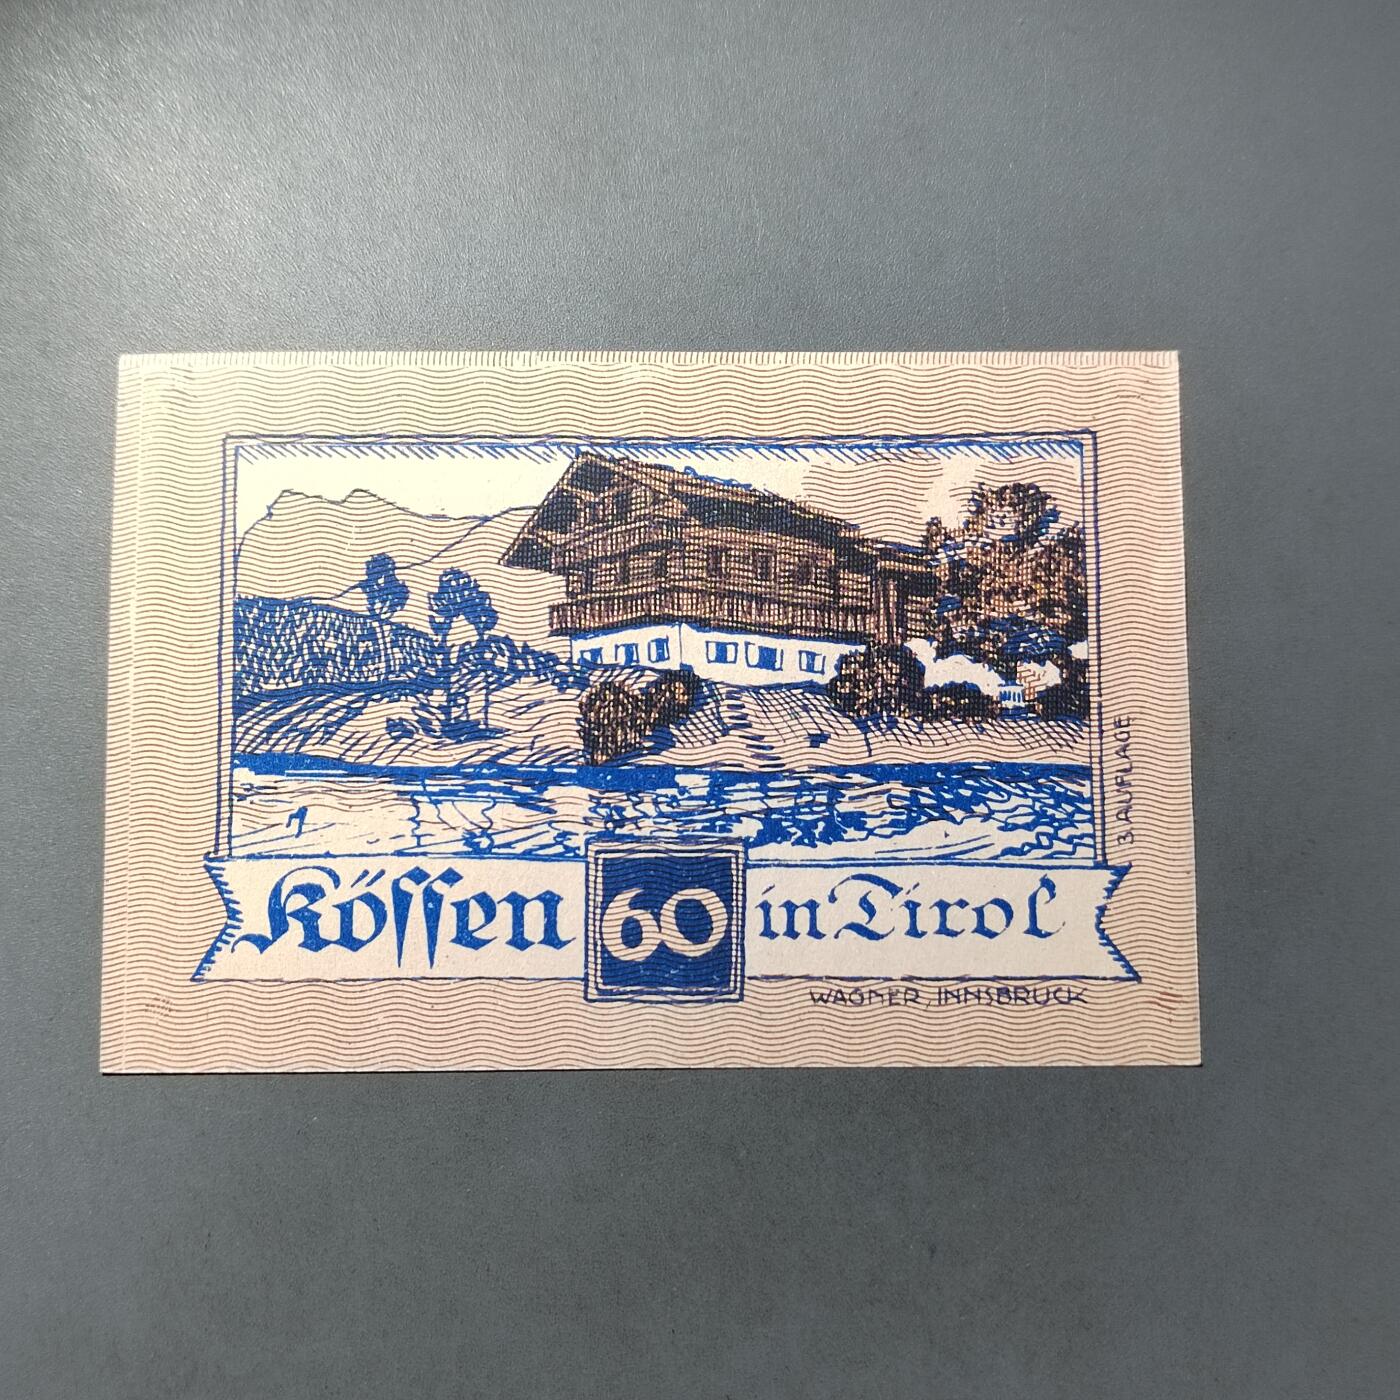 Kössen 60 in Tirol
WAGNER, INNSBRUCK
3. AUFLAGE